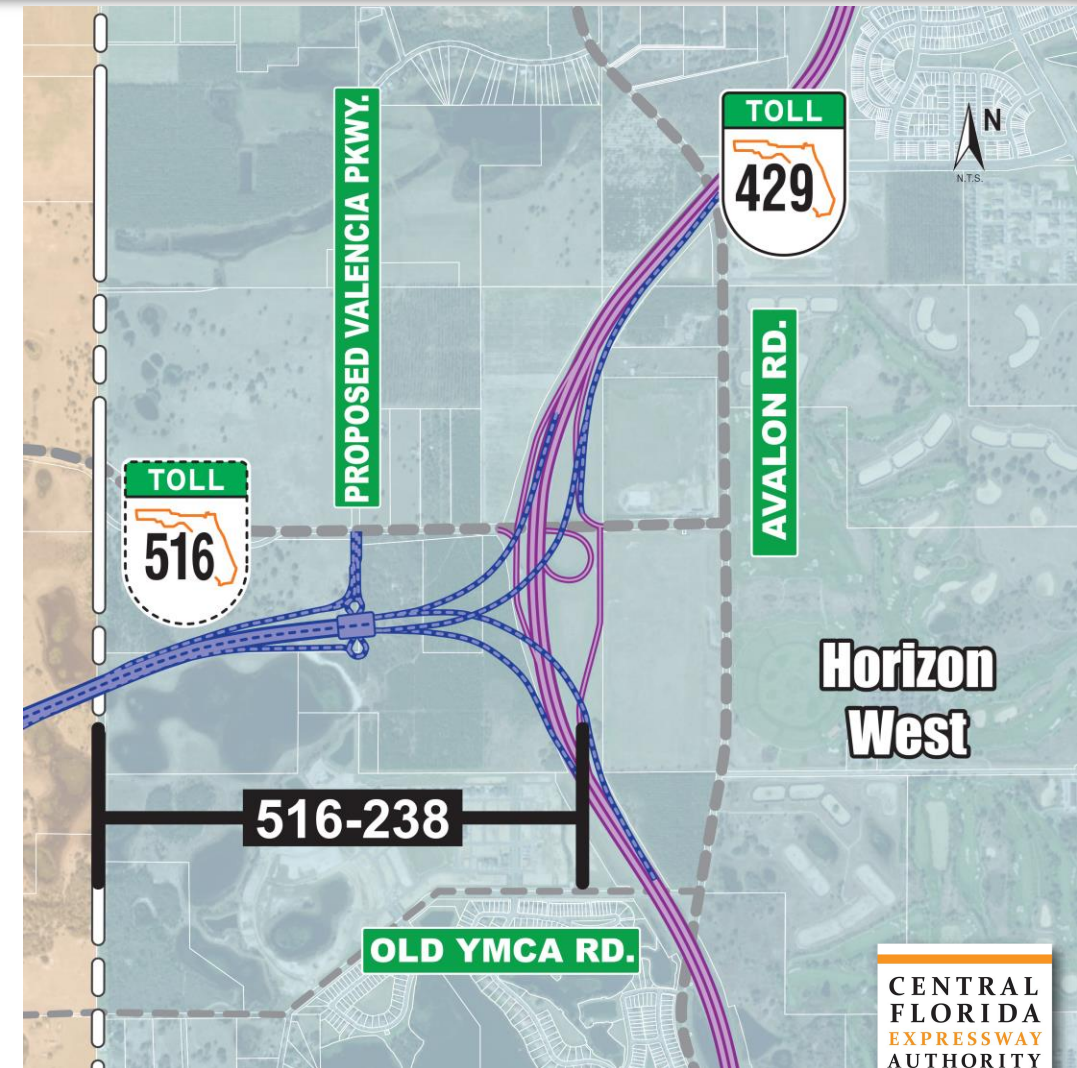 TOLL
429
N
N.T.S.
PROPOSED VALENCIA PKWY.
AVALON RD.
TOLL
516
Horizon
West
516-238
OLD YMCA RD.
CENTRAL
FLORIDA
EXPRESSWAY
AUTHORITY